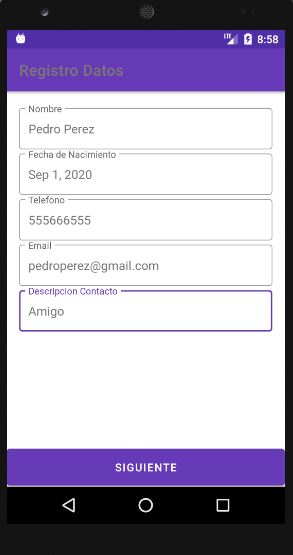 LTE 8:58
Registro Datos
Nombre
Pedro Perez
Fecha de Nacimiento
Sep 1, 2020
Telefono
555666555
Email
pedroperez@gmail.com
Descripcion Contacto
Amigo
SIGUIENTE